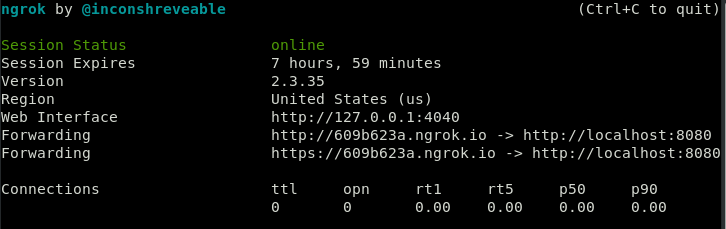 ngrok by @inconshreveable (Ctrl+C to quit)
Session Status online
Session Expires 7 hours, 59 minutes
Version 2.3.35
Region United States (us)
Web Interface http://127.0.0.1:4040
Forwarding http://609b623a.ngrok.io -> http://localhost:8080
Forwarding https://609b623a.ngrok.io -> http://localhost:8080
Connections ttl opn rt1 rt5 p50 p90
0 0 0.00 0.00 0.00 0.00